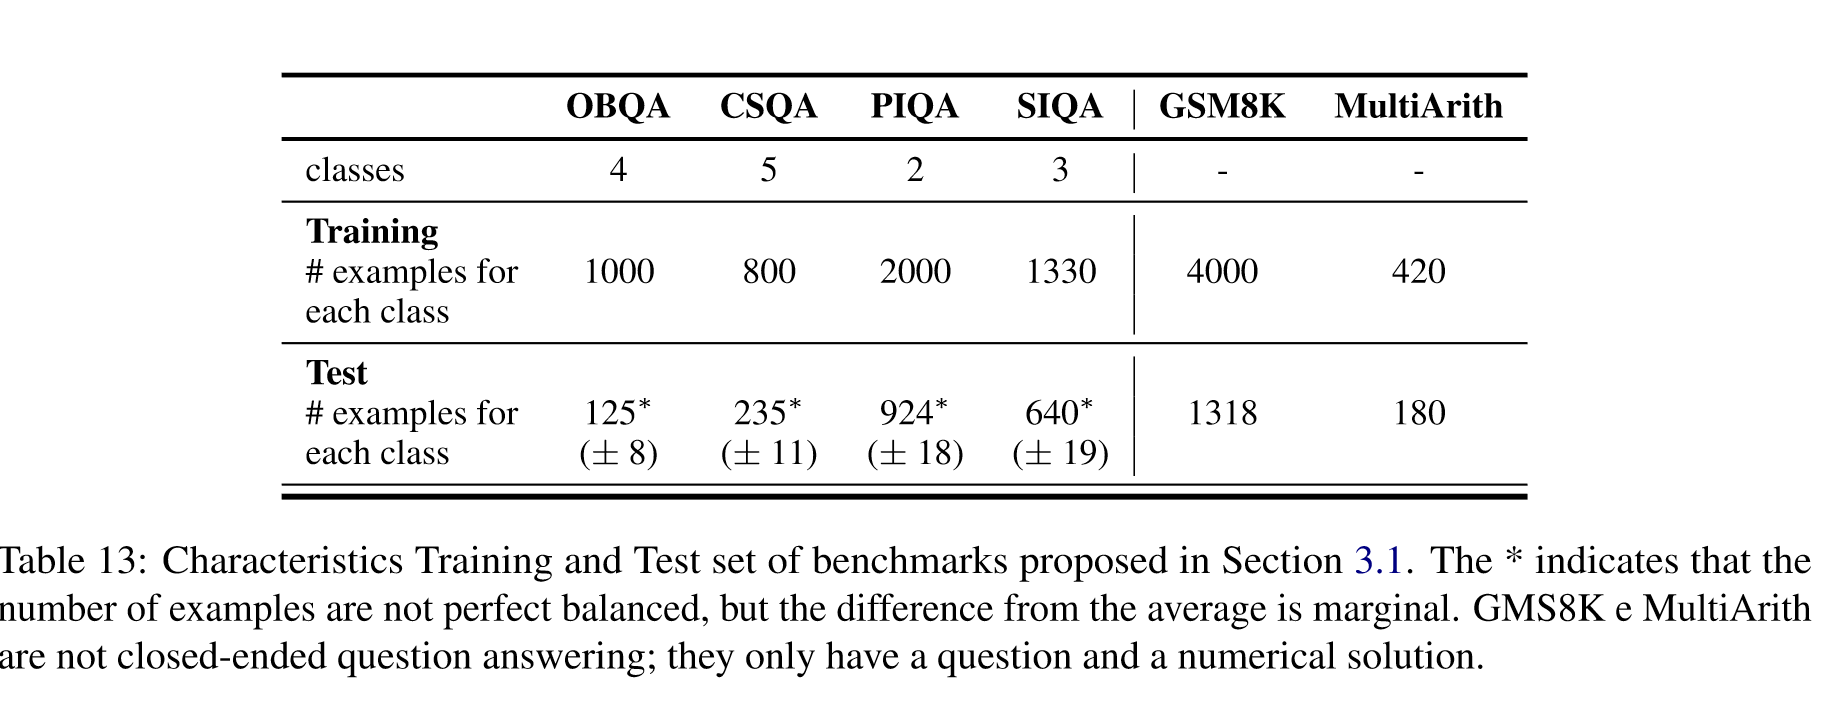 OBQA CSQA PIQA SIQA GSM8K MultiArith
classes 4 5 2 3 - -
Training
# examples for 1000 800 2000 1330 4000 420
each class
Test
# examples for 125* 235* 924* 640* 1318 180
each class (± 8) (± 11) (± 18) (± 19)
Table 13: Characteristics Training and Test set of benchmarks proposed in Section 3.1. The * indicates that the
number of examples are not perfect balanced, but the difference from the average is marginal. GMS8K e MultiArith
are not closed-ended question answering; they only have a question and a numerical solution.